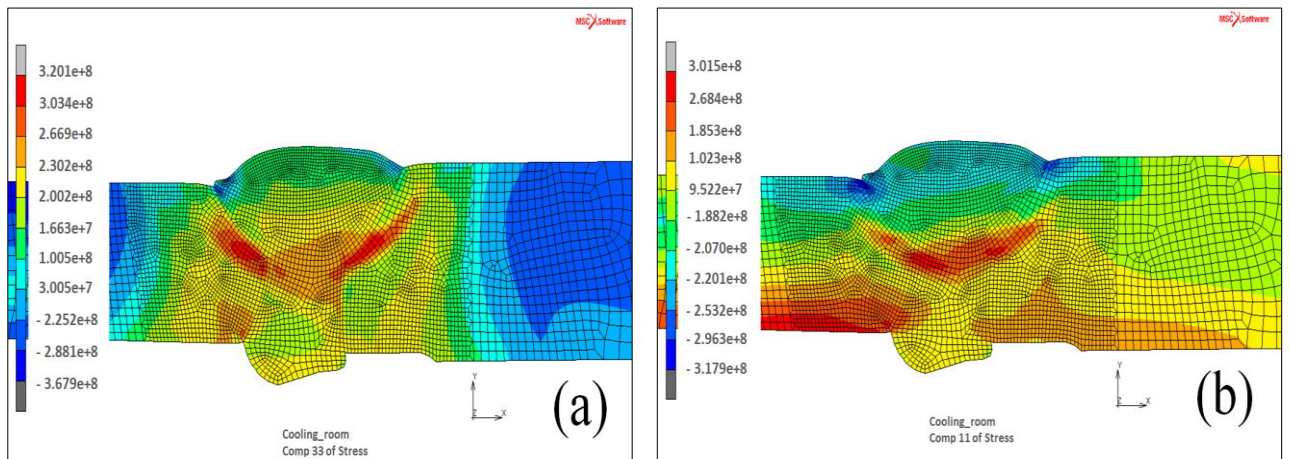 MSC Software
3.201e+8
3.034e+8
2.669e+8
2.302e+8
2.002e+8
1.663e+7
1.005e+8
3.005e+7
- 2.252e+8
- 2.881e+8
- 3.679e+8
Y
Z X
(a)
Cooling_room
Comp 33 of Stress
MSC Software
3.015e+8
2.684e+8
1.853e+8
1.023e+8
9.522e+7
- 1.882e+8
- 2.070e+8
- 2.201e+8
- 2.532e+8
- 2.963e+8
- 3.179e+8
Y
Z X
(b)
Cooling_room
Comp 11 of Stress